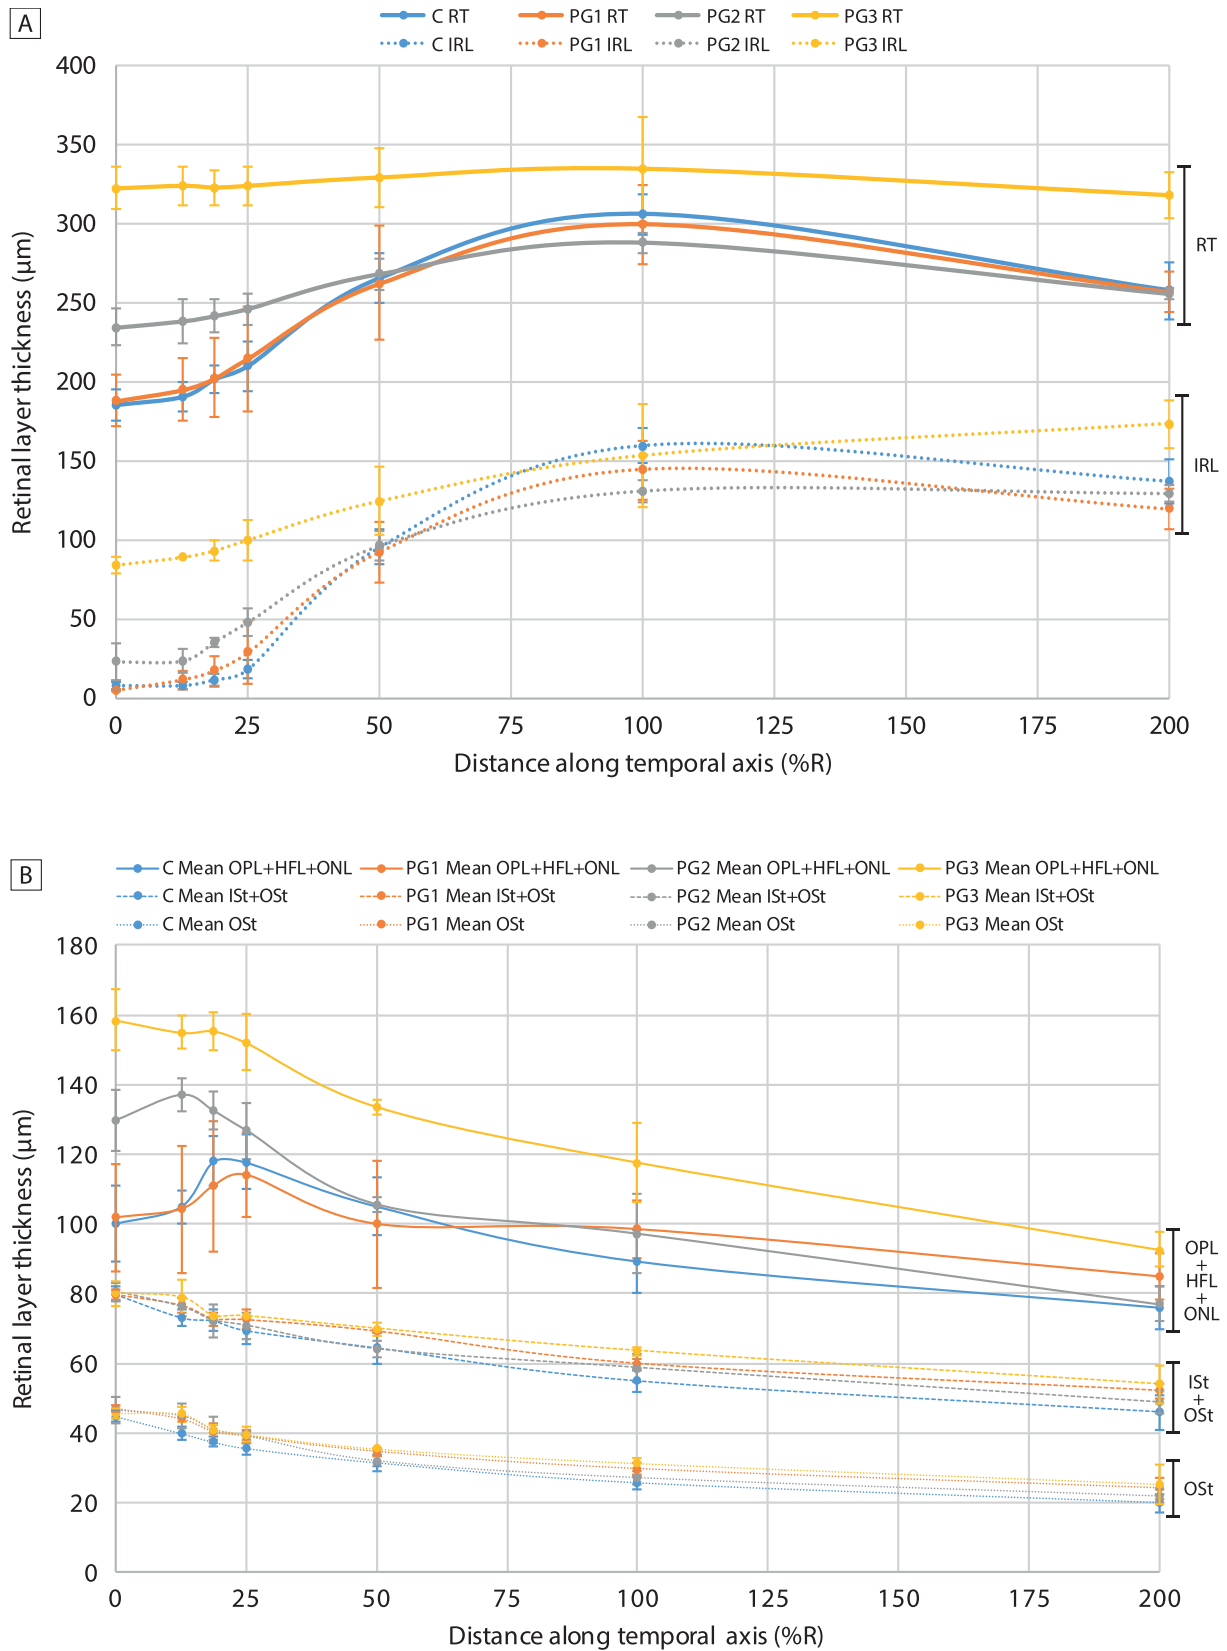 A
C RT PG1 RT PG2 RT PG3 RT
C IRL PG1 IRL PG2 IRL PG3 IRL
400
350
300
250
200
150
100
50
0
Retinal layer thickness (µm)
RT
IRL
0 25 50 75 100 125 150 175 200
Distance along temporal axis (%R)
B
C Mean OPL+HFL+ONL PG1 Mean OPL+HFL+ONL PG2 Mean OPL+HFL+ONL PG3 Mean OPL+HFL+ONL
C Mean ISt+OSt PG1 Mean ISt+OSt PG2 Mean ISt+OSt PG3 Mean ISt+OSt
C Mean OSt PG1 Mean OSt PG2 Mean OSt PG3 Mean OSt
180
160
140
120
100
80
60
40
20
0
Retinal layer thickness (µm)
OPL
+
HFL
+
ONL
ISt
+
OSt
OSt
0 25 50 75 100 125 150 175 200
Distance along temporal axis (%R)